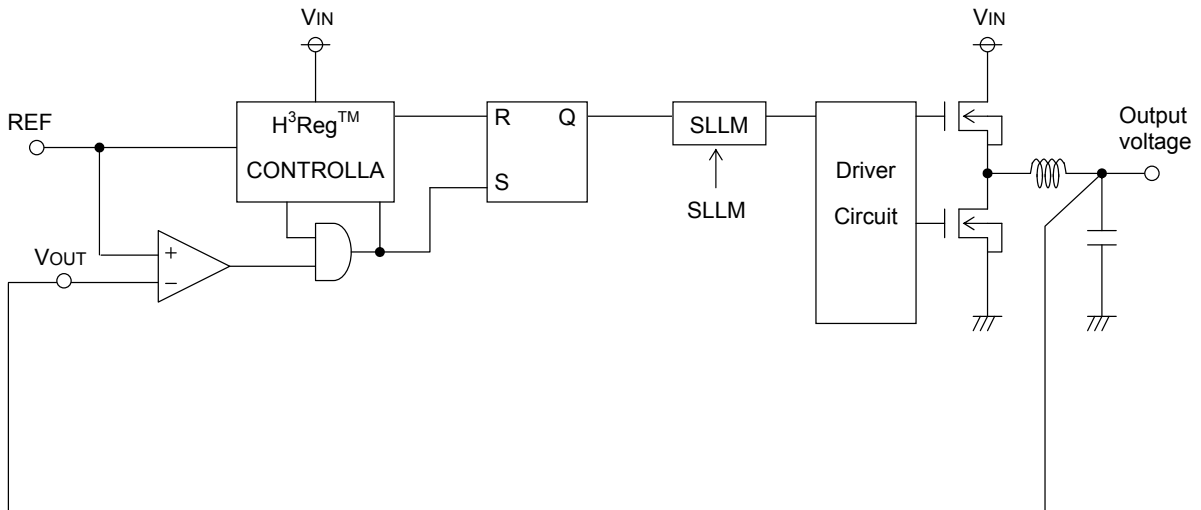 VIN
VIN
REF
H³Reg™
CONTROLLA
R
Q
S
SLLM
SLLM
Driver
Circuit
Output
voltage
VOUT
+
−